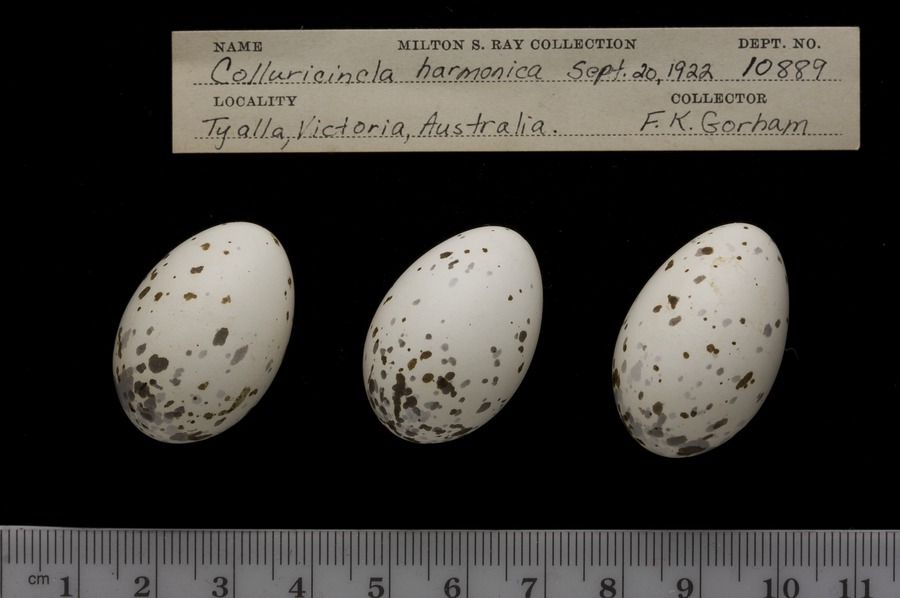 NAME MILTON S. RAY COLLECTION DEPT. NO.
Colluricincla harmonica Sept. 20, 1922 10889
LOCALITY COLLECTOR
Tyalla, Victoria, Australia. F. K. Gorham
cm 1 2 3 4 5 6 7 8 9 10 11